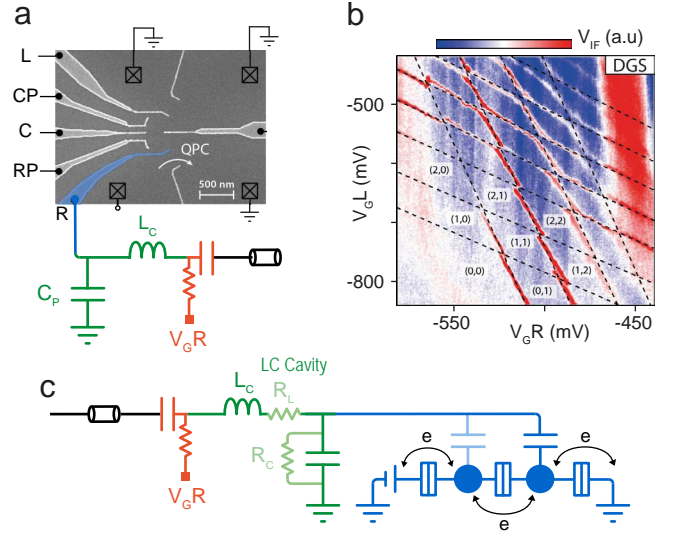 a
L
CP
C
RP
R
QPC
500 nm
L_C
C_P
V_GR
b
V_IF (a.u)
DGS
-500
-800
V_GL (mV)
(2,0)
(2,1)
(1,0)
(2,2)
(1,1)
(0,0)
(1,2)
(0,1)
-550
-450
V_GR (mV)
c
LC Cavity
L_C
R_L
R_C
V_GR
e
e
e